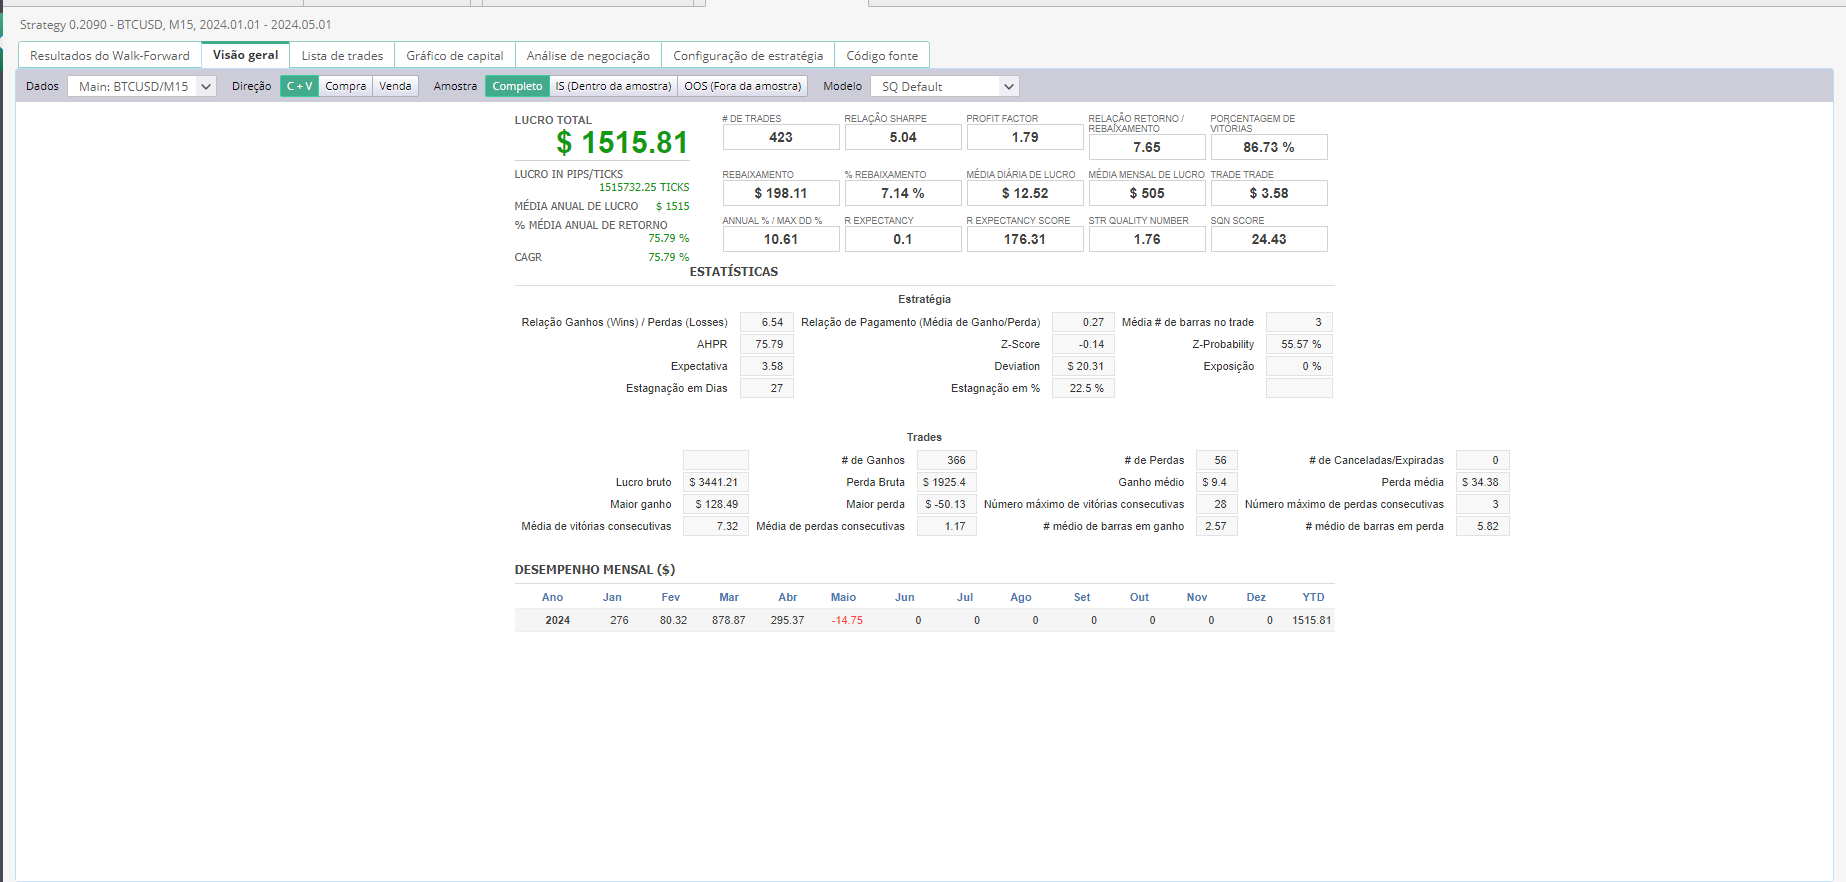 Strategy 0.2090 - BTCUSD, M15, 2024.01.01 - 2024.05.01
Resultados do Walk-Forward Visão geral Lista de trades Gráfico de capital Análise de negociação Configuração de estratégia Código fonte
Dados Main: BTCUSD/M15 Direção C + V Compra Venda Amostra Completo IS (Dentro da amostra) OOS (Fora da amostra) Modelo SQ Default
LUCRO TOTAL
$ 1515.81
LUCRO IN PIPS/TICKS
1515732.25 TICKS
MÉDIA ANUAL DE LUCRO $ 1515
% MÉDIA ANUAL DE RETORNO
75.79 %
CAGR 75.79 %
# DE TRADES RELAÇÃO SHARPE PROFIT FACTOR RELAÇÃO RETORNO / REBAIXAMENTO PORCENTAGEM DE VITÓRIAS
423 5.04 1.79 7.65 86.73 %
REBAIXAMENTO % REBAIXAMENTO MÉDIA DIÁRIA DE LUCRO MÉDIA MENSAL DE LUCRO TRADE TRADE
$ 198.11 7.14 % $ 12.52 $ 505 $ 3.58
ANNUAL % / MAX DD % R EXPECTANCY R EXPECTANCY SCORE STR QUALITY NUMBER SQN SCORE
10.61 0.1 176.31 1.76 24.43
ESTATÍSTICAS
Estratégia
Relação Ganhos (Wins) / Perdas (Losses) 6.54 Relação de Pagamento (Média de Ganho/Perda) 0.27 Média # de barras no trade 3
AHPR 75.79 Z-Score -0.14 Z-Probability 55.57 %
Expectativa 3.58 Deviation $ 20.31 Exposição 0 %
Estagnação em Dias 27 Estagnação em % 22.5 %
Trades
# de Ganhos 366 # de Perdas 56 # de Canceladas/Expiradas 0
Lucro bruto $ 3441.21 Perda Bruta $ 1925.4 Ganho médio $ 9.4 Perda média $ 34.38
Maior ganho $ 128.49 Maior perda $ -50.13 Número máximo de vitórias consecutivas 28 Número máximo de perdas consecutivas 3
Média de vitórias consecutivas 7.32 Média de perdas consecutivas 1.17 # médio de barras em ganho 2.57 # médio de barras em perda 5.82
DESEMPENHO MENSAL ($)
Ano Jan Fev Mar Abr Maio Jun Jul Ago Set Out Nov Dez YTD
2024 276 80.32 878.87 295.37 -14.75 0 0 0 0 0 0 0 1515.81